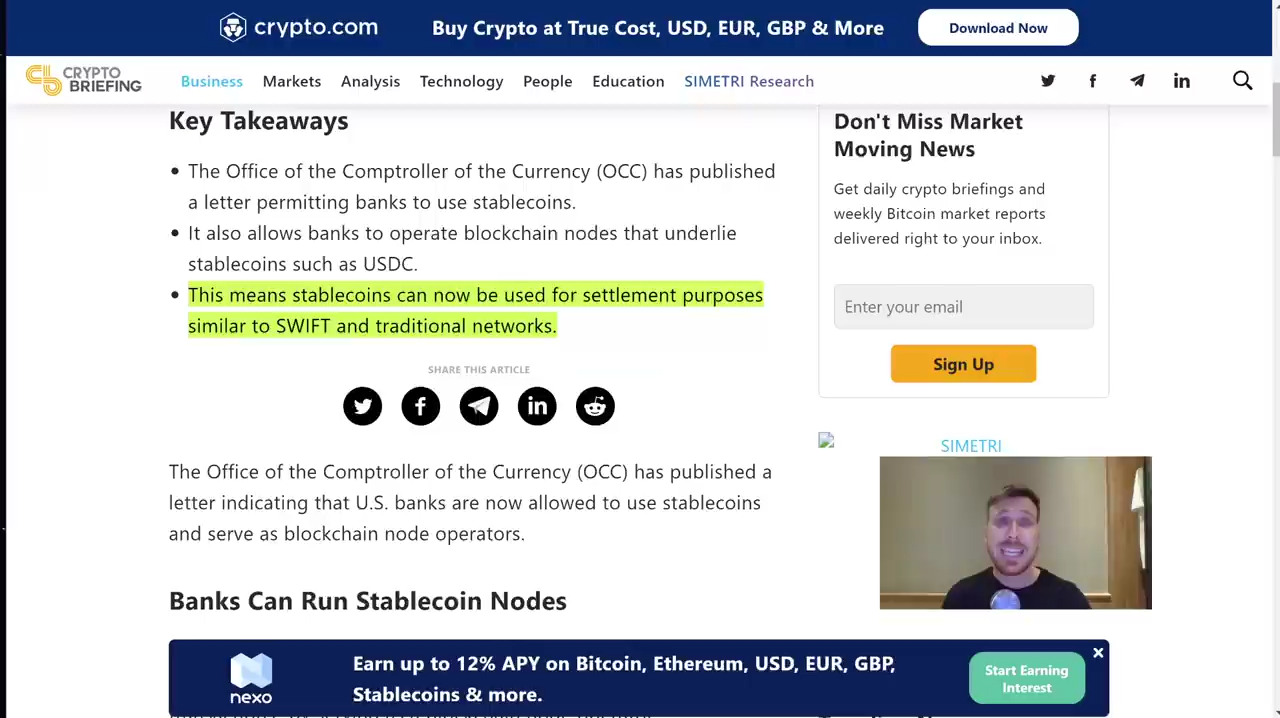 crypto.com
Buy Crypto at True Cost, USD, EUR, GBP & More
Download Now
CRYPTO
BRIEFING
Business Markets Analysis Technology People Education SIMETRI Research
Key Takeaways
The Office of the Comptroller of the Currency (OCC) has published
a letter permitting banks to use stablecoins.
It also allows banks to operate blockchain nodes that underlie
stablecoins such as USDC.
This means stablecoins can now be used for settlement purposes
similar to SWIFT and traditional networks.
SHARE THIS ARTICLE
The Office of the Comptroller of the Currency (OCC) has published a
letter indicating that U.S. banks are now allowed to use stablecoins
and serve as blockchain node operators.
Banks Can Run Stablecoin Nodes
Don't Miss Market
Moving News
Get daily crypto briefings and
weekly Bitcoin market reports
delivered right to your inbox.
Enter your email
Sign Up
SIMETRI
nexo
Earn up to 12% APY on Bitcoin, Ethereum, USD, EUR, GBP,
Stablecoins & more.
Start Earning
Interest